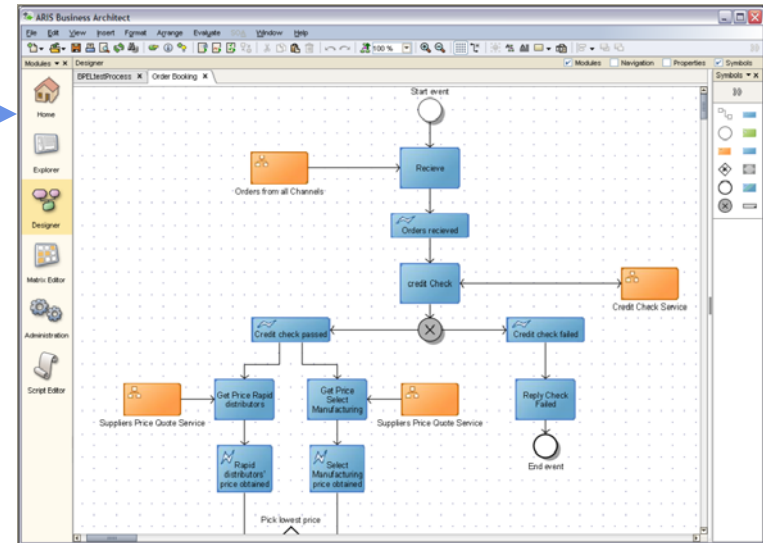 ARIS Business Architect
File Edit View Insert Format Arrange Evaluate SOA Window Help
100 %
Modules Designer Modules Navigation Properties Symbols
BPELtestProcess Order Booking Symbols
Start event
Home
Recieve
Explorer
Orders from all Channels
Designer
Orders recieved
Matrix Editor
credit Check
Credit Check Service
Administration
Credit check passed
Credit check failed
Script Editor
Get Price Rapid
distributors
Get Price
Select
Manufacturing
Reply Check
Failed
Suppliers Price Quote Service
Suppliers Price Quote Service
End event
Rapid
distributors'
price obtained
Select
Manufacturing
price obtained
Pick lowest price